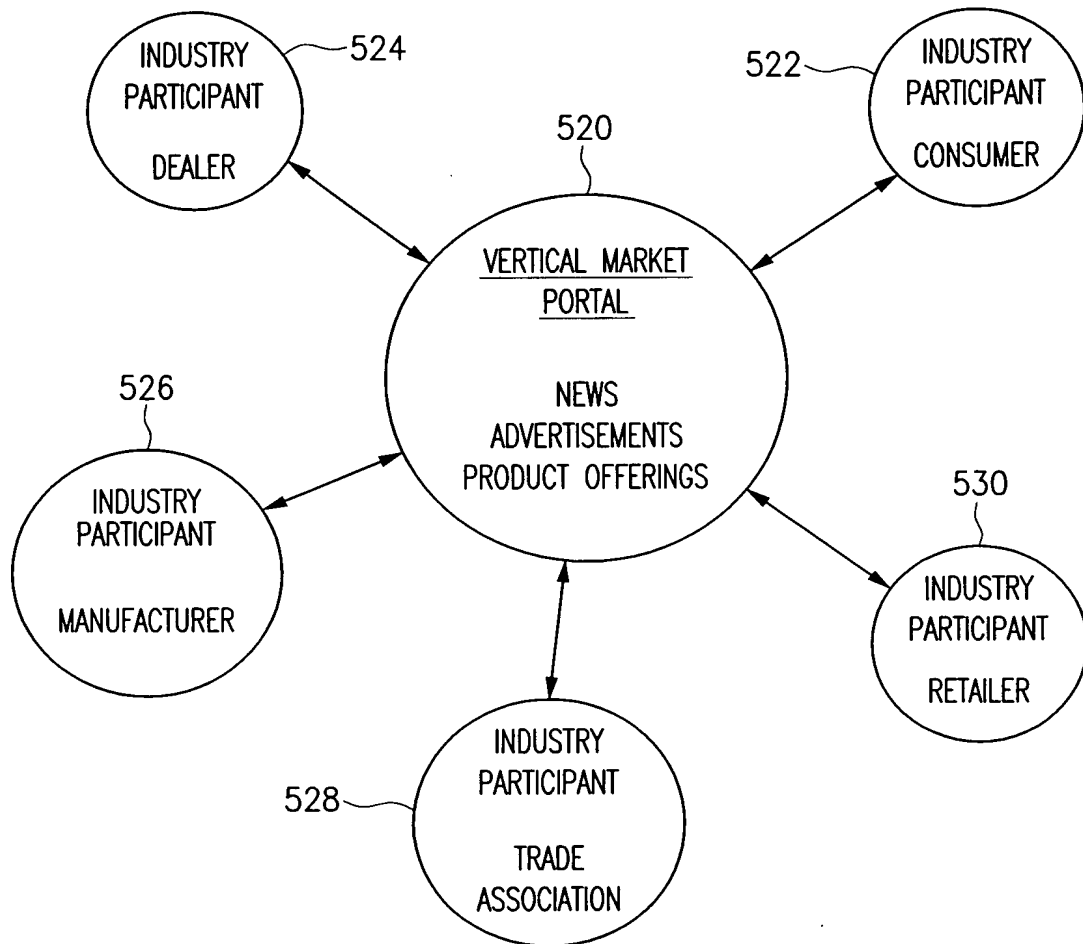 524
INDUSTRY
PARTICIPANT
DEALER
522
INDUSTRY
PARTICIPANT
CONSUMER
520
VERTICAL MARKET
PORTAL
NEWS
ADVERTISEMENTS
PRODUCT OFFERINGS
526
INDUSTRY
PARTICIPANT
MANUFACTURER
530
INDUSTRY
PARTICIPANT
RETAILER
528
INDUSTRY
PARTICIPANT
TRADE
ASSOCIATION